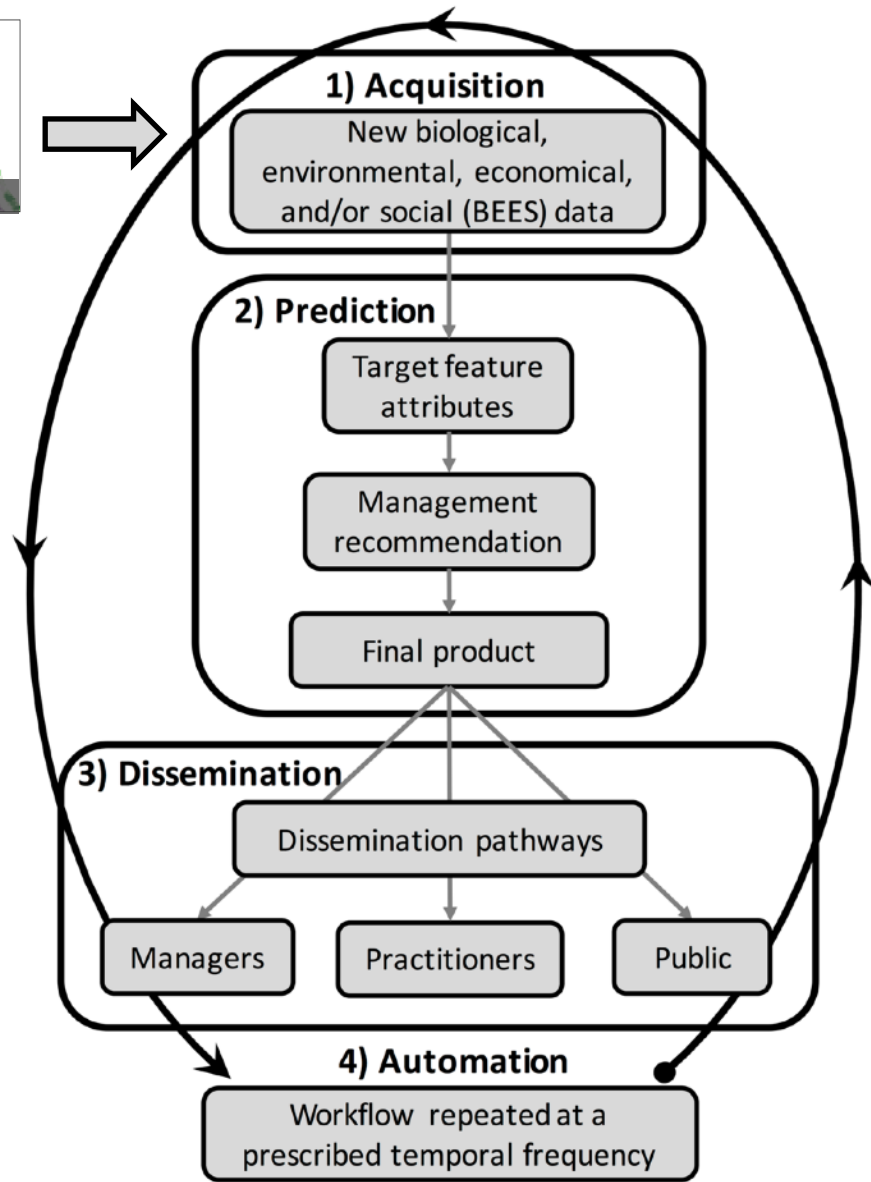 1) Acquisition
New biological,
environmental, economical,
and/or social (BEES) data
2) Prediction
Target feature
attributes
Management
recommendation
Final product
3) Dissemination
Dissemination pathways
Managers
Practitioners
Public
4) Automation
Workflow repeated at a
prescribed temporal frequency